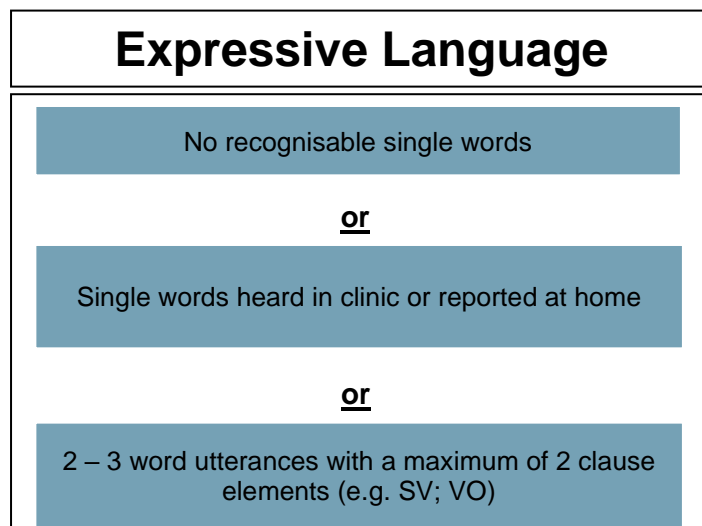 Expressive Language
No recognisable single words
or
Single words heard in clinic or reported at home
or
2 – 3 word utterances with a maximum of 2 clause
elements (e.g. SV; VO)